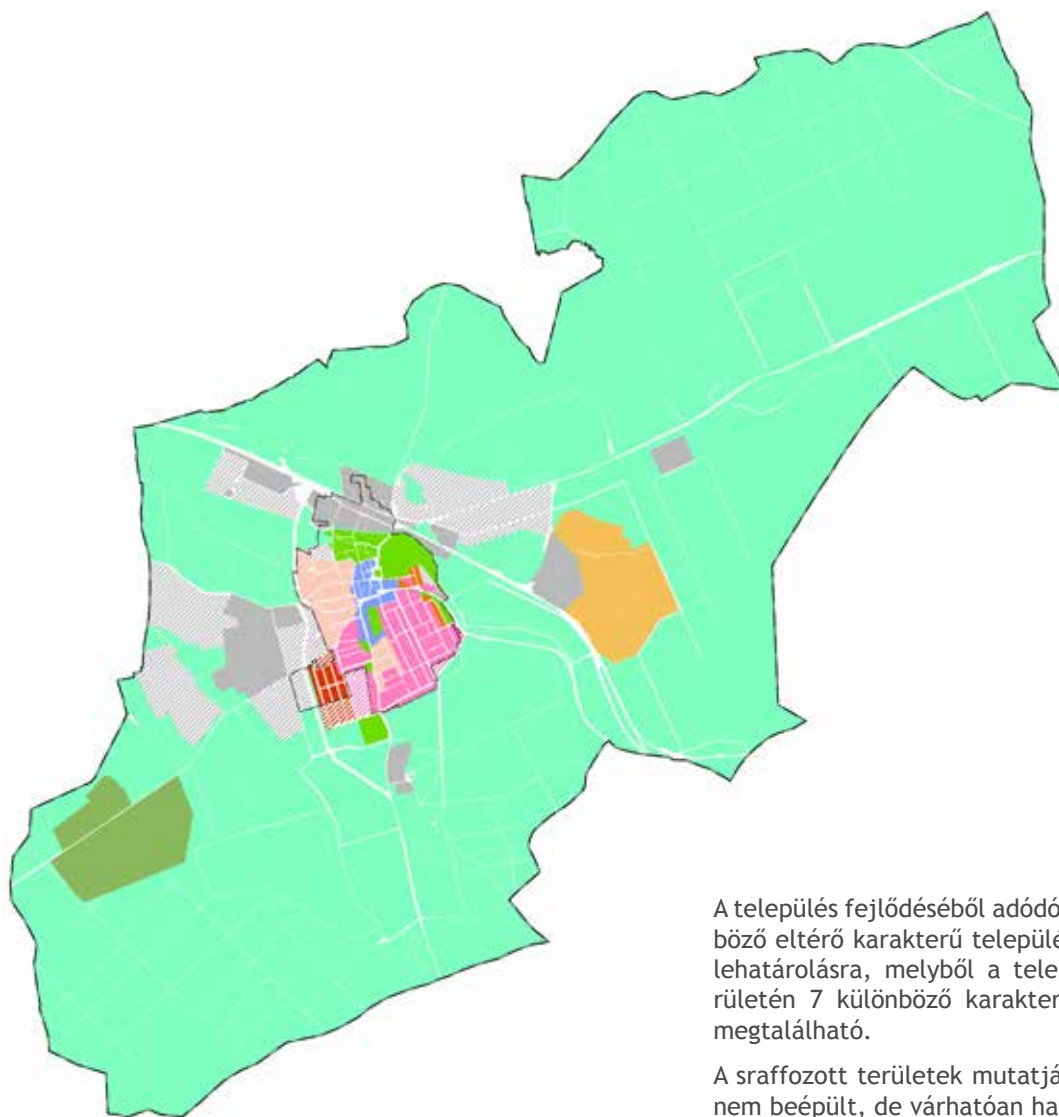 A település fejlődéséből adódó
böző eltérő karakterű települé
lehatárolásra, melyből a tele
rületén 7 különböző karakter
megtalálható.
A sraffozott területek mutatjá
nem beépült, de várhatóan ha